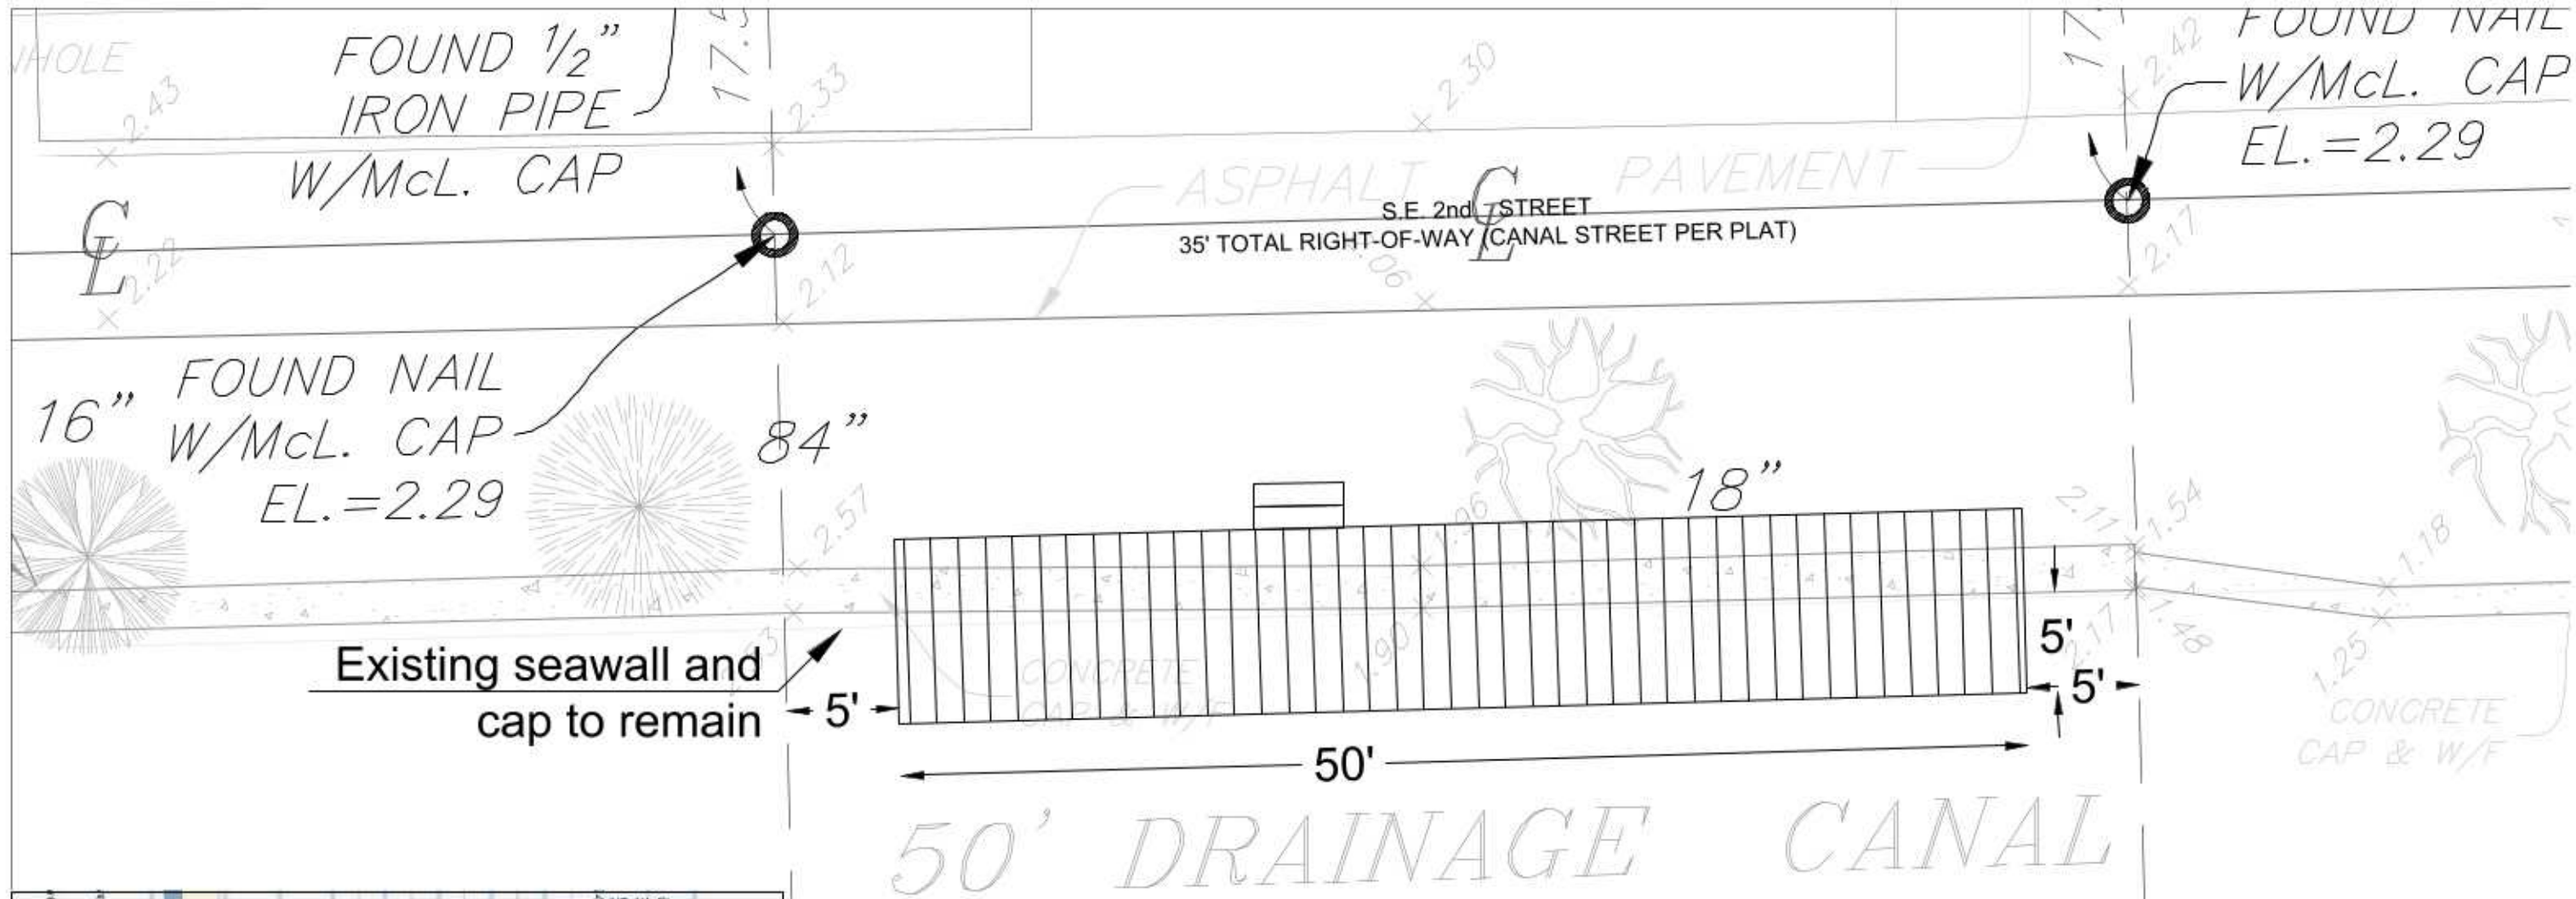 FOUND 1/2"
IRON PIPE
W/McL. CAP
FOUND NAIL
W/McL. CAP
EL.=2.29
2.43
2.33
2.30
2.42
ASPHALT PAVEMENT
S.E. 2nd STREET
35' TOTAL RIGHT-OF-WAY (CANAL STREET PER PLAT)
CL
CL
2.22
2.12
2.17
FOUND NAIL
W/McL. CAP
EL.=2.29
16"
84"
18"
2.57
1.96
2.11
1.54
1.18
Existing seawall and
cap to remain
CONCRETE
CAP & W/F
1.90
2.17
1.48
1.25
5'
5'
5'
50'
CONCRETE
CAP & W/F
50' DRAINAGE CANAL